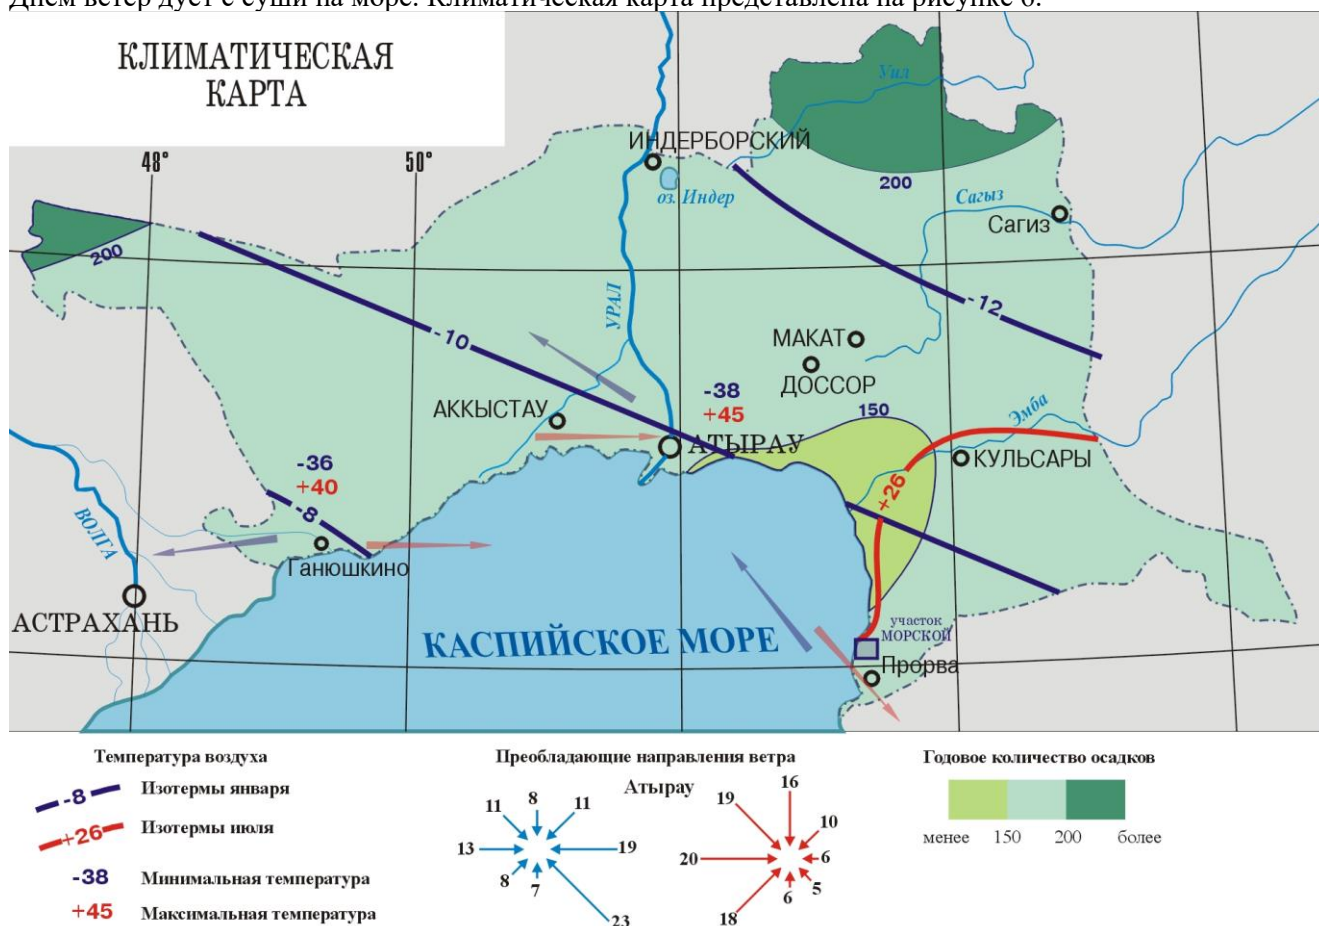 Днем ветер дует с суши на море. Климатическая карта представлена на рисунке 6.
КЛИМАТИЧЕСКАЯ
КАРТА
48°
50°
ИНДЕРБОРСКИЙ
оз. Индер
Уил
200
Сагыз
Сагиз
200
УРАЛ
-10
-12
МАКАТ
ДОССОР
-38
+45
АККЫСТАУ
АТЫРАУ
150
Эмба
КУЛЬСАРЫ
+26
-36
+40
-8
ВОЛГА
Ганюшкино
АСТРАХАНЬ
КАСПИЙСКОЕ МОРЕ
участок
МОРСКОЙ
Прорва
Температура воздуха
-8
Изотермы января
+26
Изотермы июля
-38
Минимальная температура
+45
Максимальная температура
Преобладающие направления ветра
Атырау
11
8
11
13
19
8
7
23
19
16
10
20
6
18
6
5
Годовое количество осадков
менее 150 200 более